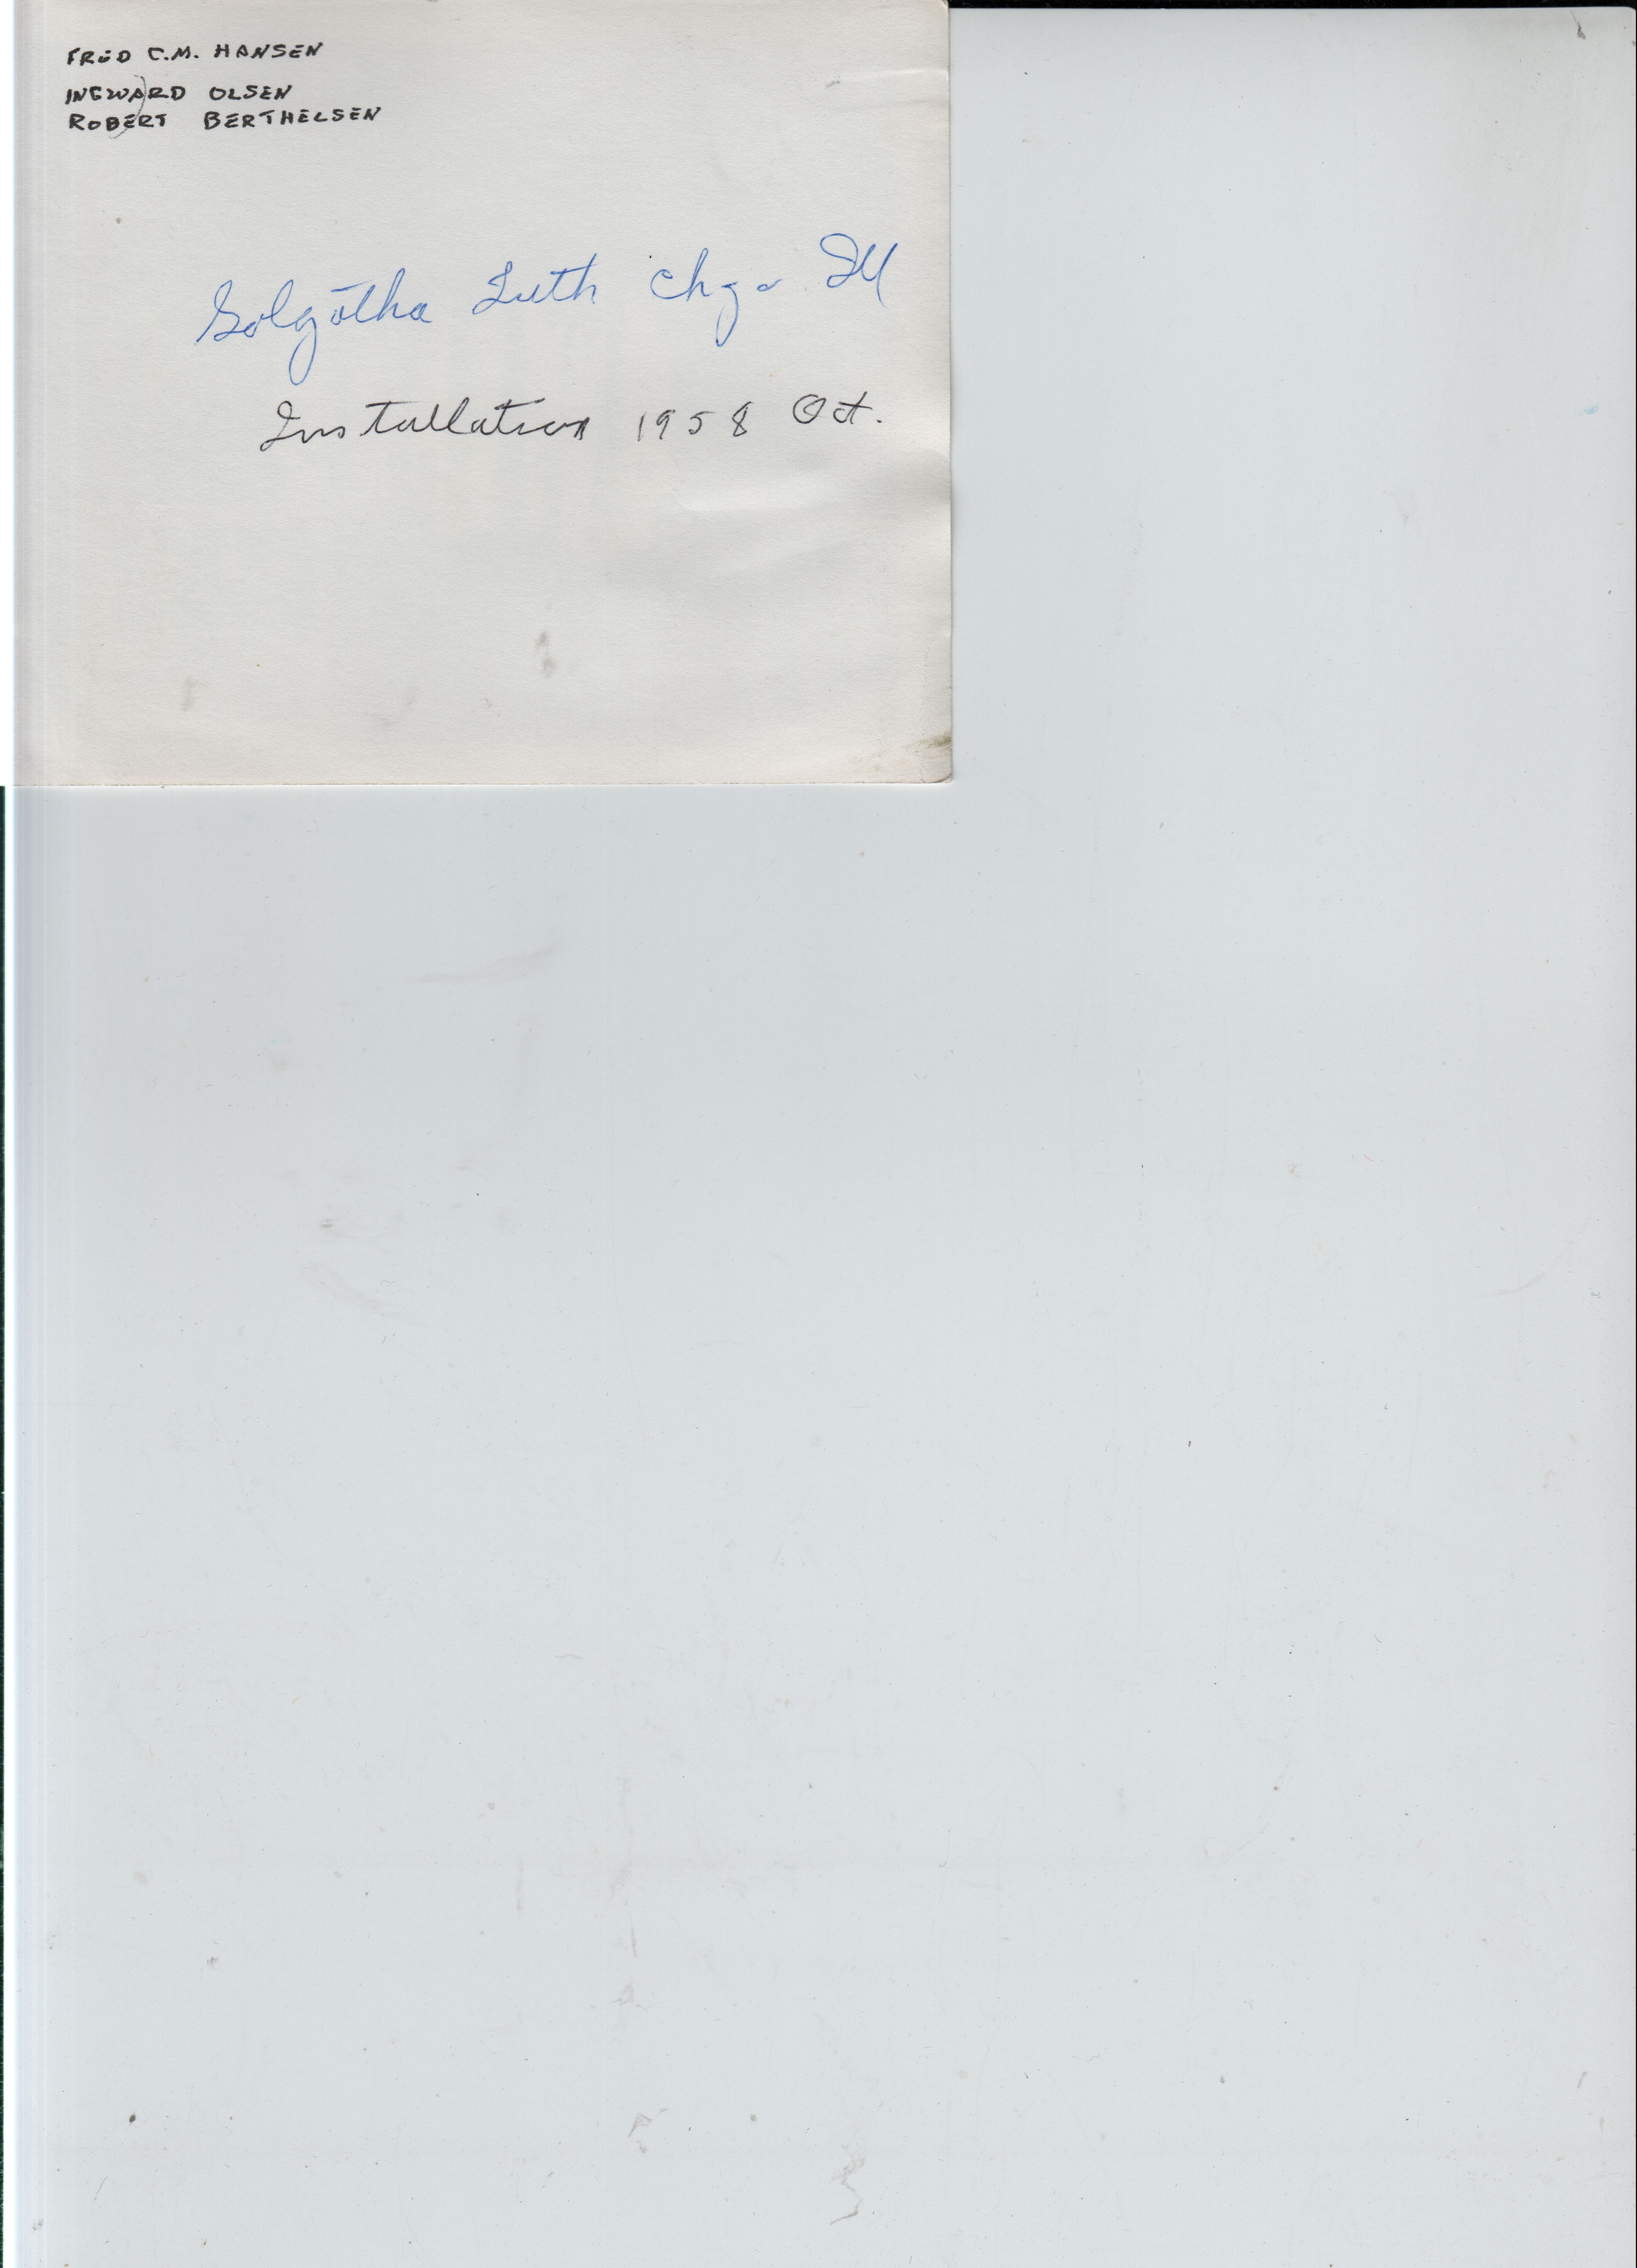 FRED C.M. HANSEN
INGWARD OLSEN
ROBERT BERTHELSEN
Golgotha Luth Chgo Ill
Installation 1958 Oct.